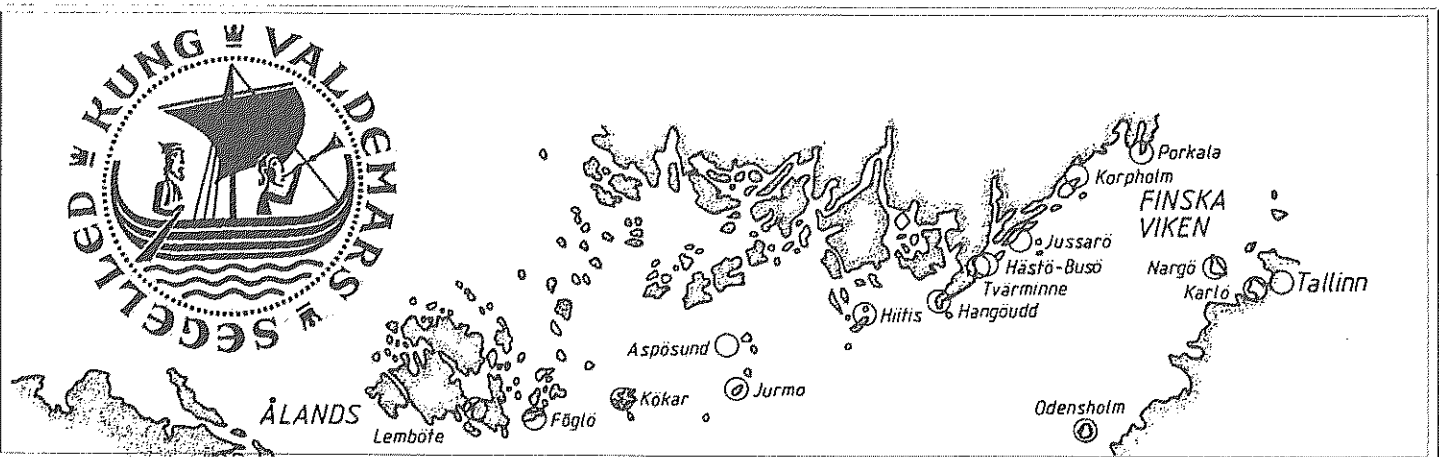 KUNG VALDEMARS SEGELLED
Porkala
Korpholm
FINSKA
VIKEN
Jussarö
Hästö-Busö
Tvärminne
Nargö
Karlö
Tallinn
Hangöudd
Hiitis
Aspösund
Jurmo
Kökar
Föglö
ÅLANDS
Lemböte
Odensholm